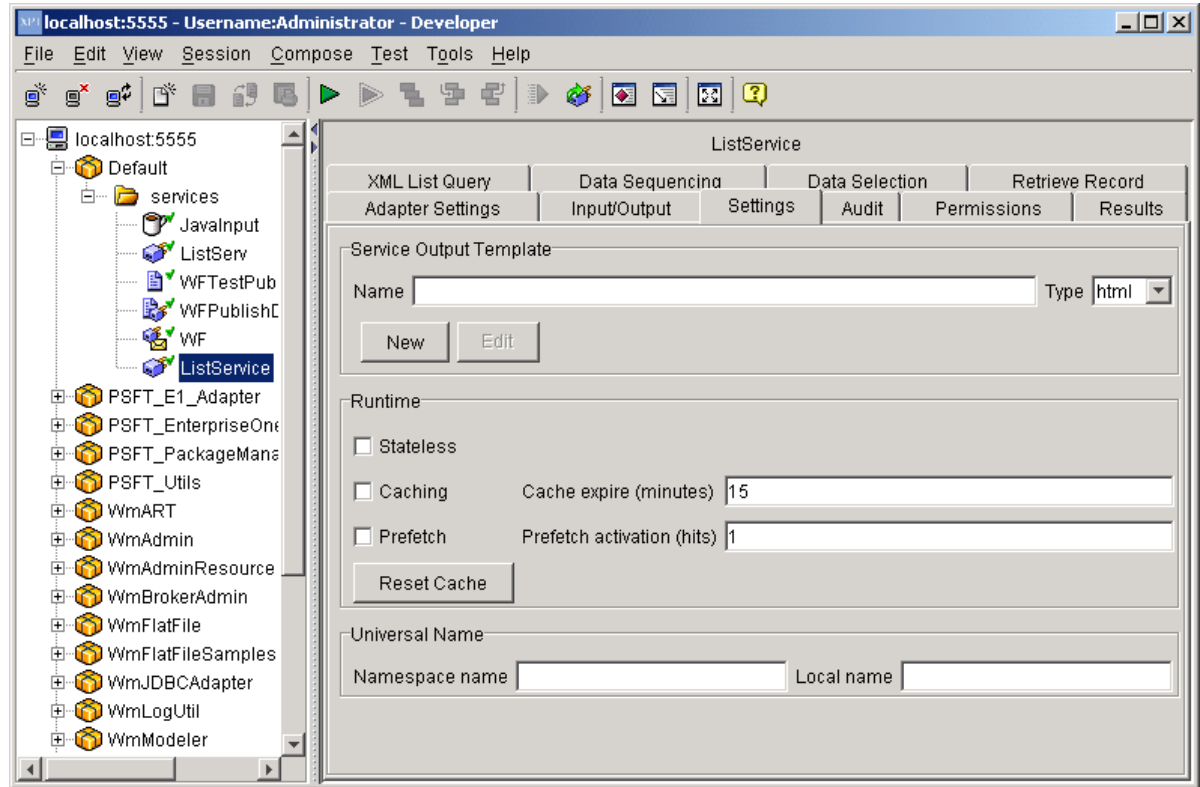 localhost:5555 - Username:Administrator - Developer
File Edit View Session Compose Test Tools Help
localhost:5555
Default
services
JavaInput
ListServ
WFTestPub
WFPublishD
WF
ListService
PSFT_E1_Adapter
PSFT_EnterpriseOne
PSFT_PackageMana
PSFT_Utils
WmART
WmAdmin
WmAdminResource
WmBrokerAdmin
WmFlatFile
WmFlatFileSamples
WmJDBCAdapter
WmLogUtil
WmModeler
ListService
XML List Query Data Sequencing Data Selection Retrieve Record
Adapter Settings Input/Output Settings Audit Permissions Results
Service Output Template
Name Type html
New Edit
Runtime
Stateless
Caching Cache expire (minutes) 15
Prefetch Prefetch activation (hits) 1
Reset Cache
Universal Name
Namespace name Local name